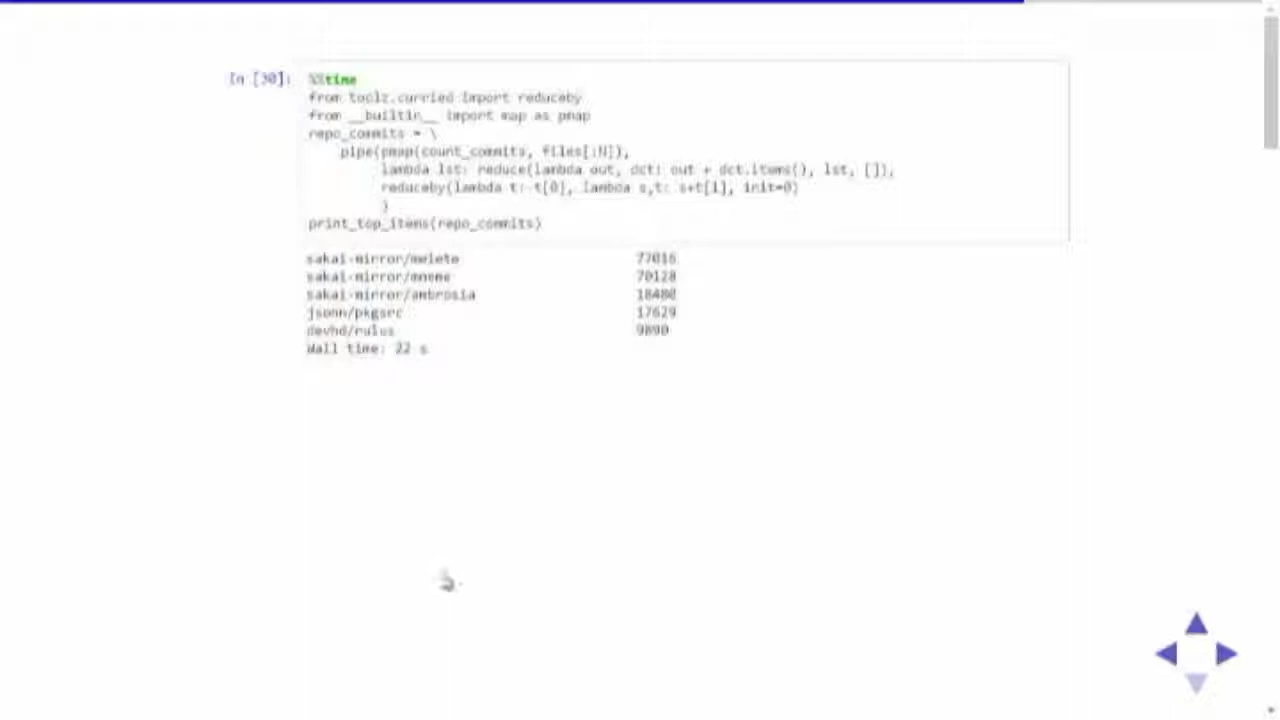 In [30]: %%time
from toolz.curried import reduceby
from __builtin__ import map as pmap
repo_commits = \
pipe(pmap(count_commits, files[:N]),
lambda lst: reduce(lambda out, dct: out + dct.items(), lst, []),
reduceby(lambda t: t[0], lambda s,t: s+t[1], init=0)
)
print_top_items(repo_commits)
sakai-mirror/melete 77016
sakai-mirror/mneme 70128
sakai-mirror/ambrosia 18480
jsonn/pkgsrc 17629
devhd/rulus 9890
Wall time: 22 s